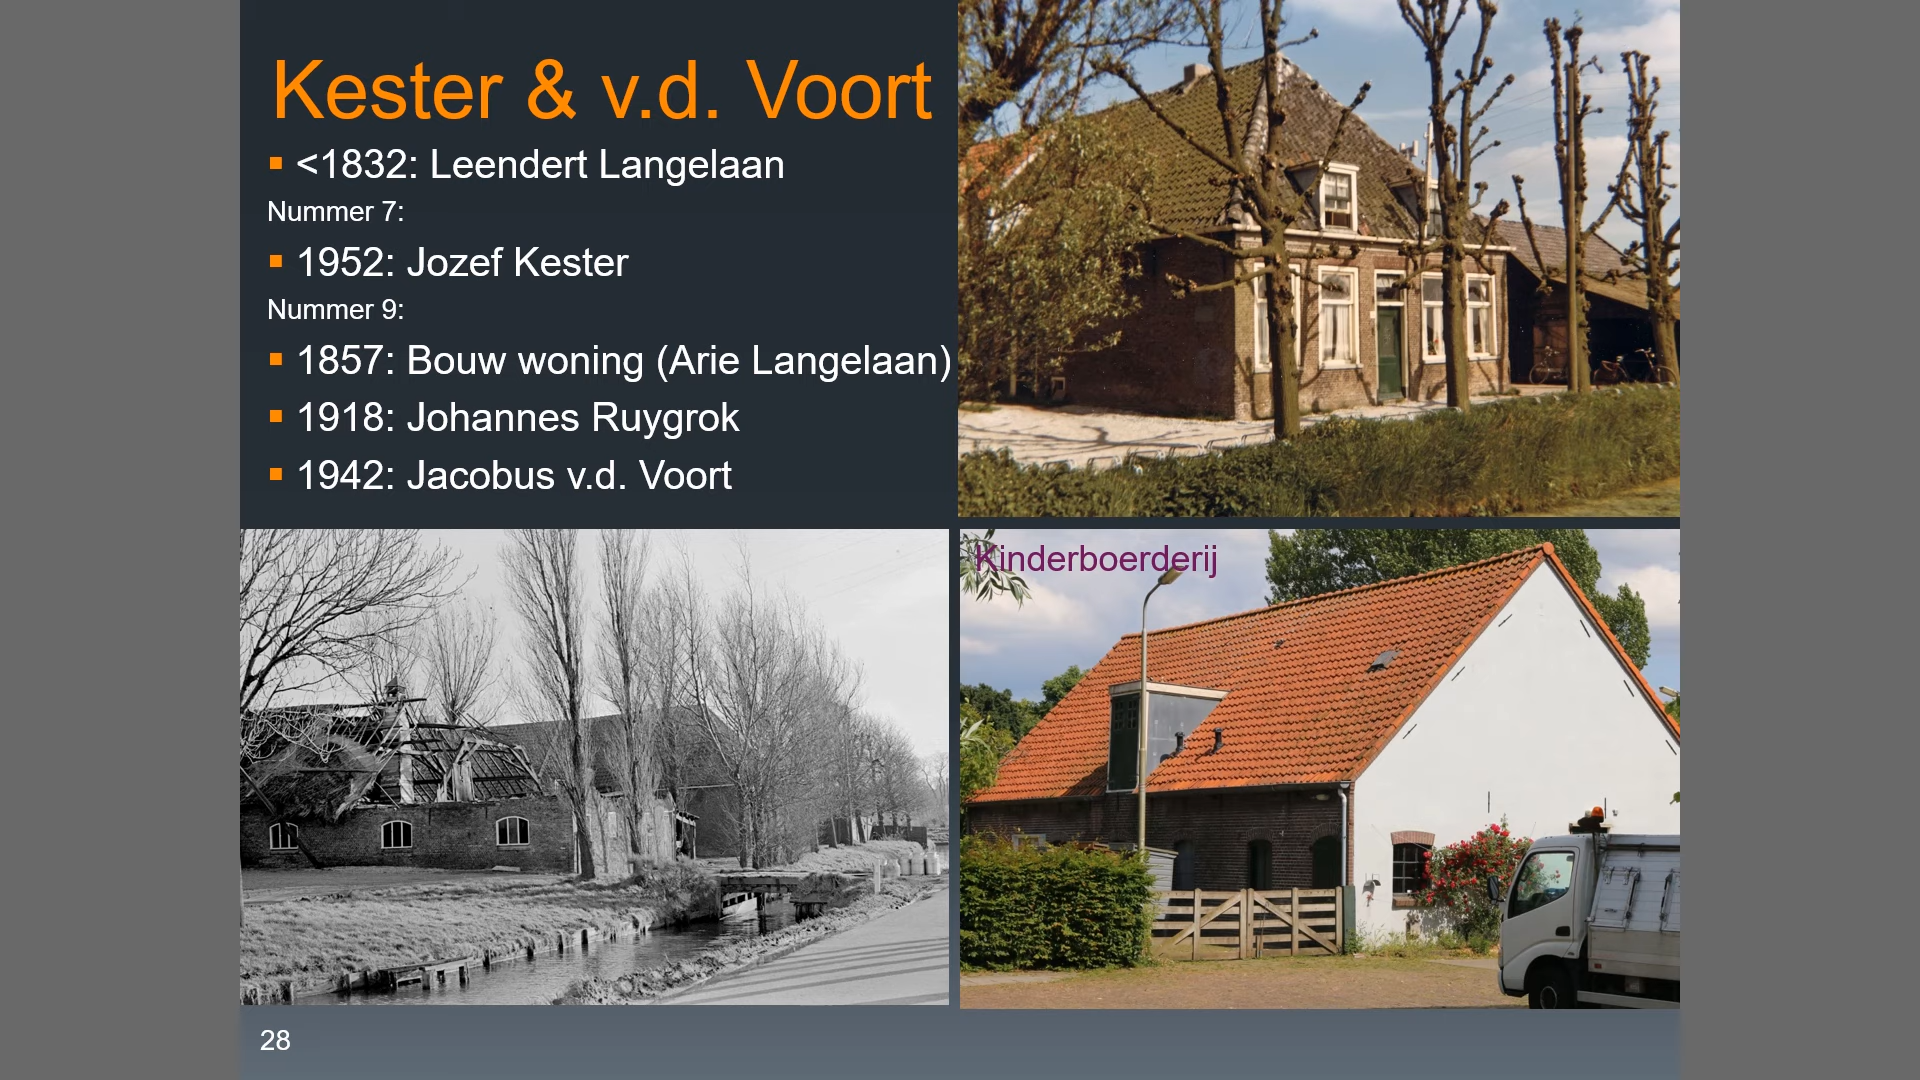 Kester & v.d. Voort
<1832: Leendert Langelaan
Nummer 7:
1952: Jozef Kester
Nummer 9:
1857: Bouw woning (Arie Langelaan)
1918: Johannes Ruygrok
1942: Jacobus v.d. Voort
Kinderboerderij
28